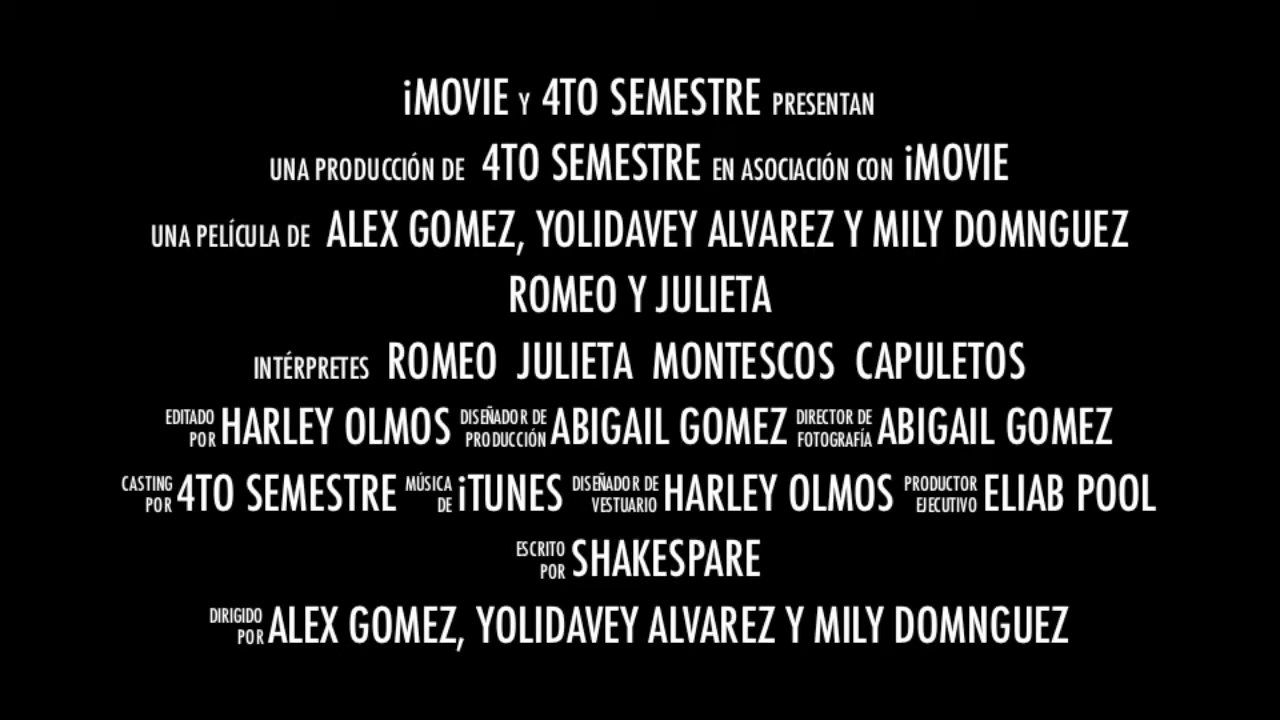 iMOVIE Y 4TO SEMESTRE PRESENTAN
UNA PRODUCCIÓN DE 4TO SEMESTRE EN ASOCIACIÓN CON iMOVIE
UNA PELÍCULA DE ALEX GOMEZ, YOLIDAVEY ALVAREZ Y MILY DOMNGUEZ
ROMEO Y JULIETA
INTÉRPRETES ROMEO JULIETA MONTESCOS CAPULETOS
EDITADO POR HARLEY OLMOS DISEÑADOR DE PRODUCCIÓN ABIGAIL GOMEZ DIRECTOR DE FOTOGRAFÍA ABIGAIL GOMEZ
CASTING POR 4TO SEMESTRE MÚSICA DE iTUNES DISEÑADOR DE VESTUARIO HARLEY OLMOS PRODUCTOR EJECUTIVO ELIAB POOL
ESCRITO POR SHAKESPARE
DIRIGIDO POR ALEX GOMEZ, YOLIDAVEY ALVAREZ Y MILY DOMNGUEZ